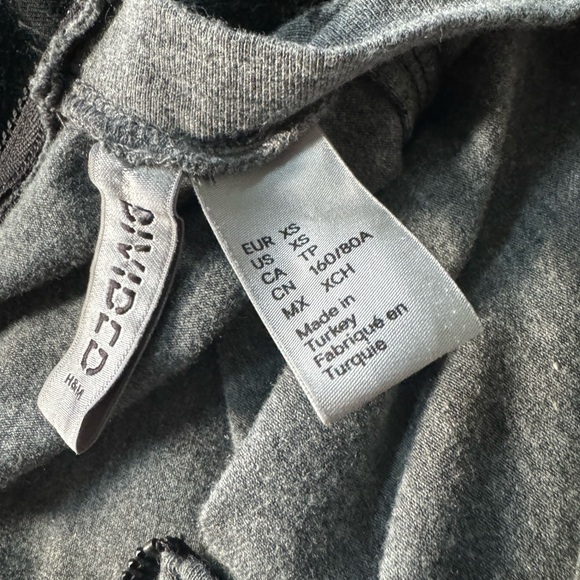 DIVIDED
H&M
EUR XS
US XS
CA TP
CN 160/80A
MX XCH
Made in
Turkey
Fabriqué en
Turquie